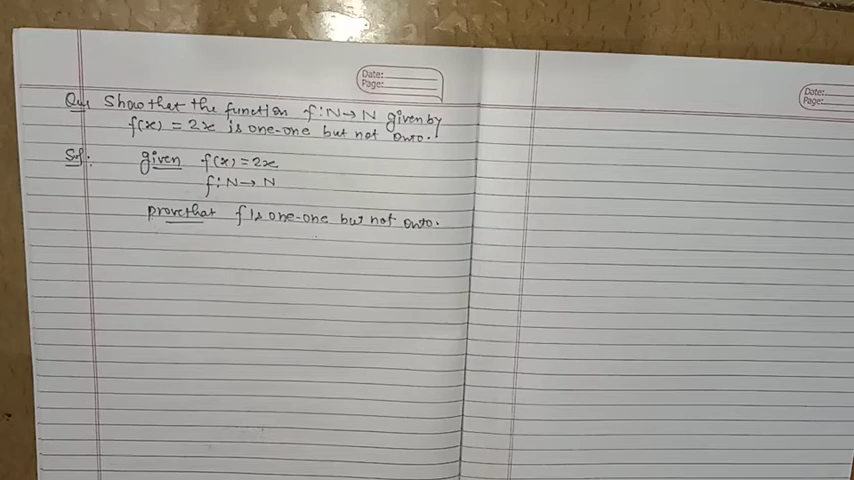 Date:
Page:
Date:
Page:
Que Show that the function f:N→N given by
f(x) = 2x is one-one but not onto.
Sol: given f(x) = 2x
f:N→N
prove that f is one-one but not onto.